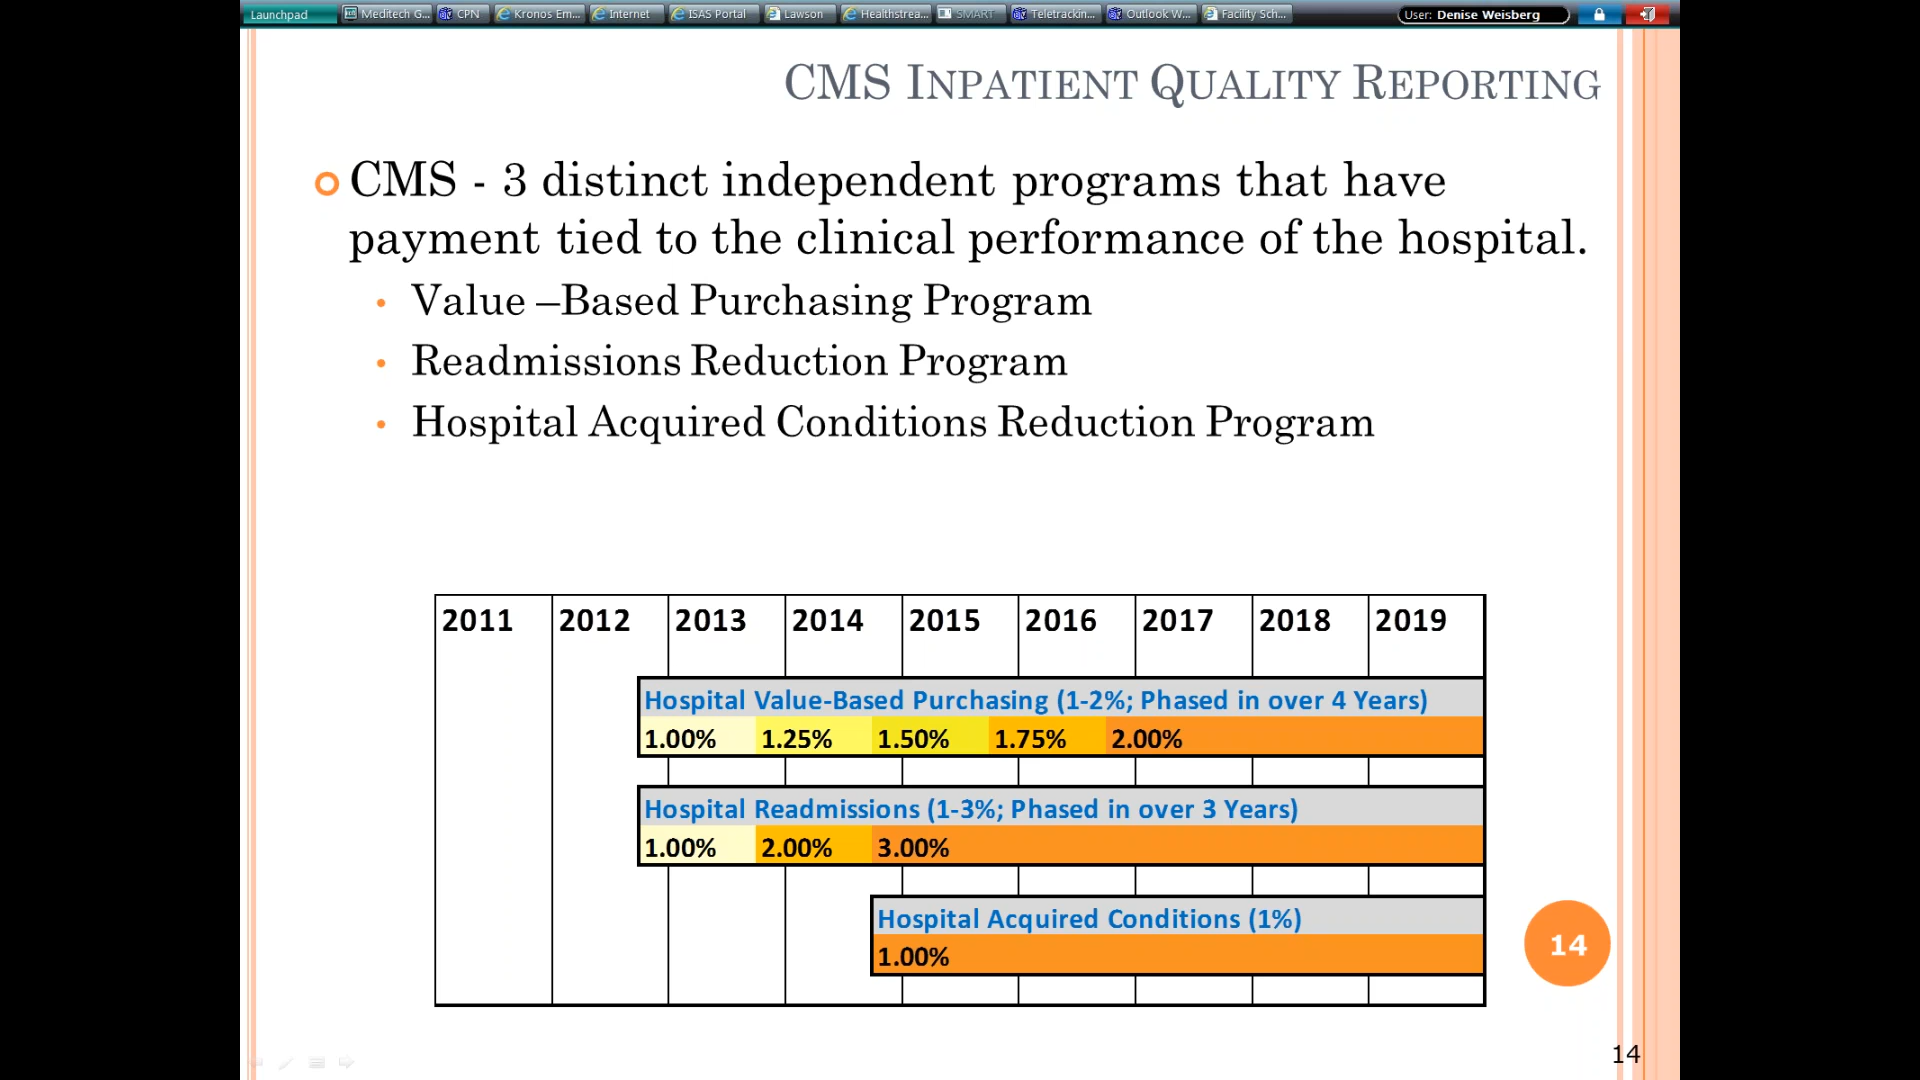 Launchpad
Meditech G...
CPN
Kronos Em...
Internet
ISAS Portal
Lawson
Healthstrea...
SMART
Teletrackin...
Outlook W...
Facility Sch...
User: Denise Weisberg
CMS INPATIENT QUALITY REPORTING
CMS - 3 distinct independent programs that have
payment tied to the clinical performance of the hospital.
• Value –Based Purchasing Program
• Readmissions Reduction Program
• Hospital Acquired Conditions Reduction Program
2011 2012 2013 2014 2015 2016 2017 2018 2019
Hospital Value-Based Purchasing (1-2%; Phased in over 4 Years)
1.00% 1.25% 1.50% 1.75% 2.00%
Hospital Readmissions (1-3%; Phased in over 3 Years)
1.00% 2.00% 3.00%
Hospital Acquired Conditions (1%)
1.00%
14
14